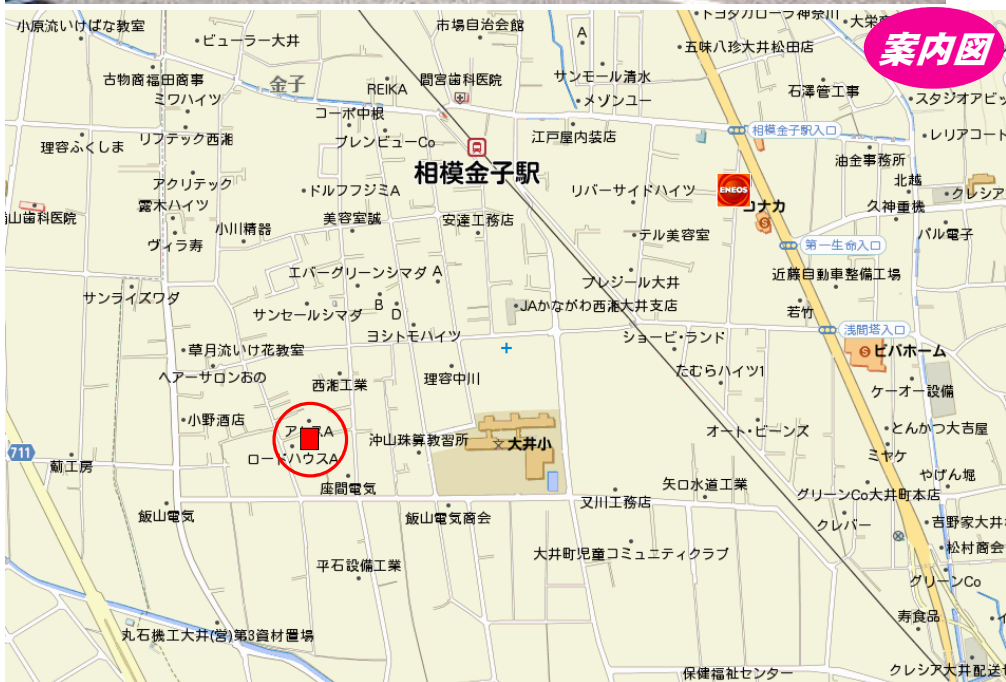 案内図
トヨタカローラ神奈川
小原流いけばな教室
ビューラー大井
市場自治会館
A
五味八珍大井松田店
古物商福田商事
金子
REIKA
間宮歯科医院
サンモール清水
石澤管工事
ミワハイツ
コーポ中根
メゾンユー
スタジオアビッ
理容ふくしま
リフテック西湘
ブレンビューCo
江戸屋内装店
相模金子駅入口
レリアコート
相模金子駅
油金事務所
アクリテック
ドルフフジミA
リバーサイドハイツ
ENEOS
コナカ
北越
クレシア
山歯科医院
露木ハイツ
小川精器
美容室誠
安達工務店
久神重機
ヴィラ寿
テル美容室
第一生命入口
パル電子
エバーグリーンシマダ A
プレジール大井
近藤自動車整備工場
サンライズワダ
サンセールシマダ
B
D
JAかながわ西湘大井支店
若竹
ヨシトモハイツ
ショービ・ランド
浅間塔入口
草月流いけ花教室
ビバホーム
ヘアーサロンおの
西湘工業
理容中川
たむらハイツ1
ケーオー設備
小野酒店
沖山珠算教習所
大井小
オート・ビーンズ
とんかつ大吉屋
711
ロードハウスA
ミヤケ
座間電気
矢口水道工業
グリーンCo大井町本店
やげん堀
飯山電気
飯山電気商会
又川工務店
クレバー
吉野家大井
平石設備工業
大井町児童コミュニティクラブ
松村商会
グリーンCo
丸石機工大井(営)第3資材置場
寿食品
保健福祉センター
クレシア大井配送